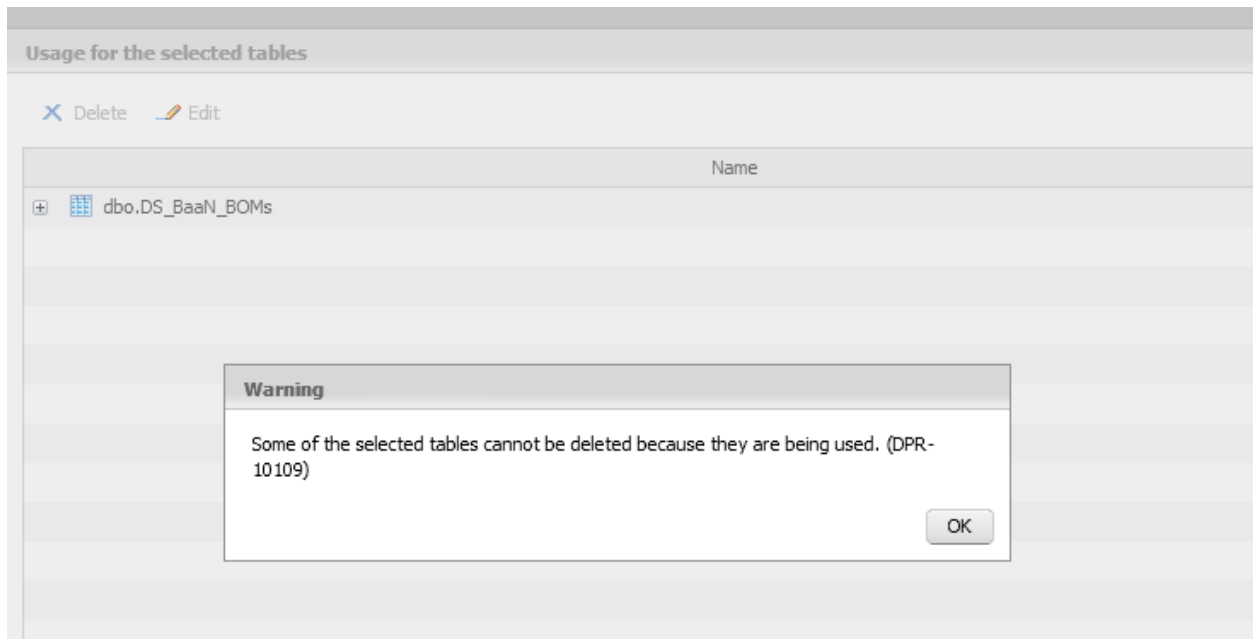 Usage for the selected tables
Delete Edit
Name
dbo.DS_BaaN_BOMs
Warning
Some of the selected tables cannot be deleted because they are being used. (DPR-
10109)
OK